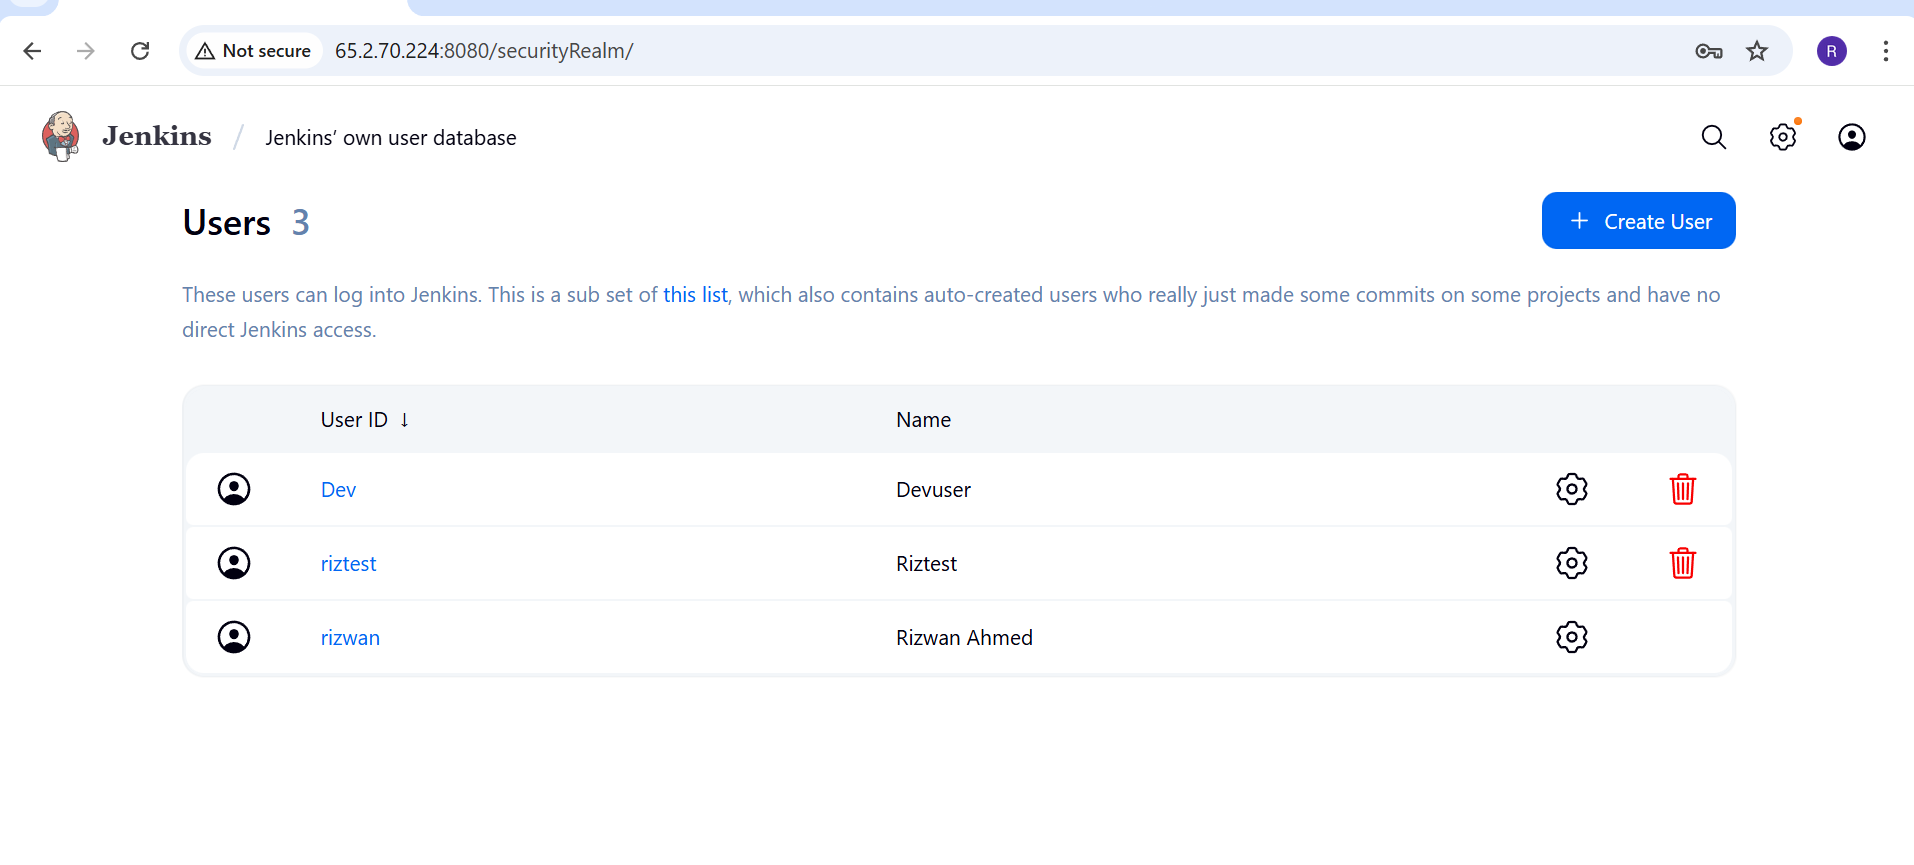 Not secure 65.2.70.224:8080/securityRealm/
R
Jenkins / Jenkins’ own user database
Users 3
+ Create User
These users can log into Jenkins. This is a sub set of this list, which also contains auto-created users who really just made some commits on some projects and have no
direct Jenkins access.
User ID ↓ Name
Dev Devuser
riztest Riztest
rizwan Rizwan Ahmed